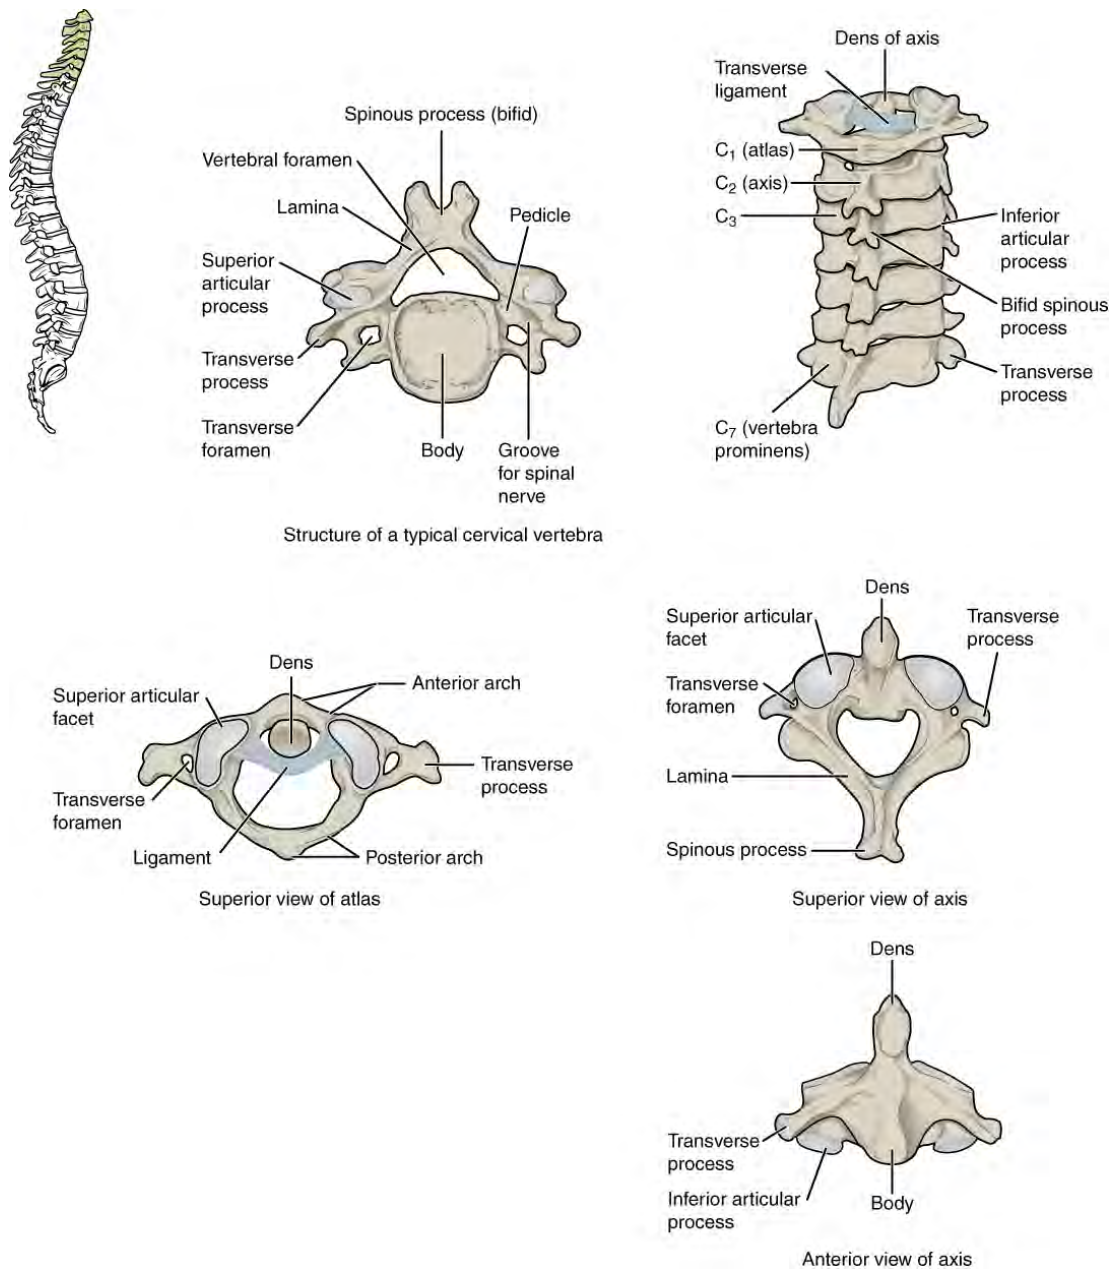 Spinous process (bifid)
Vertebral foramen
Lamina
Pedicle
Superior
articular
process
Transverse
process
Transverse
foramen
Body
Groove
for spinal
nerve
Structure of a typical cervical vertebra
Dens of axis
Transverse
ligament
C₁ (atlas)
C₂ (axis)
C₃
Inferior
articular
process
Bifid spinous
process
Transverse
process
C₇ (vertebra
prominens)
Dens
Anterior arch
Superior articular
facet
Transverse
process
Transverse
foramen
Ligament
Posterior arch
Superior view of atlas
Dens
Superior articular
facet
Transverse
process
Transverse
foramen
Lamina
Spinous process
Superior view of axis
Dens
Transverse
process
Inferior articular
process
Body
Anterior view of axis